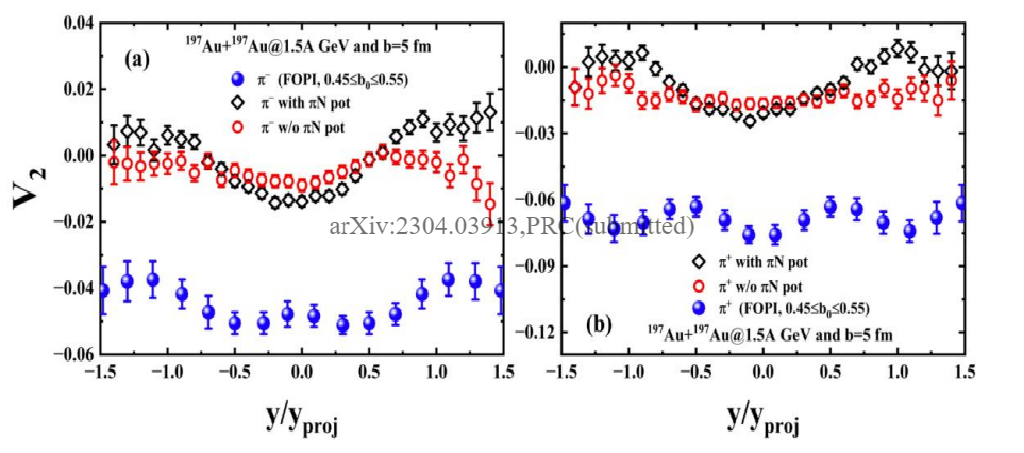 V₂
0.04
0.02
0.00
−0.02
−0.04
−0.06
(a)
¹⁹⁷Au+¹⁹⁷Au@1.5A GeV and b=5 fm
π⁻ (FOPI, 0.45≤b₀≤0.55)
π⁻ with πN pot
π⁻ w/o πN pot
−1.5 −1.0 −0.5 0.0 0.5 1.0 1.5
y/y_proj
0.00
−0.03
−0.06
−0.09
−0.12
arXiv:2304.03913,PRC(submitted)
π⁺ with πN pot
π⁺ w/o πN pot
π⁺ (FOPI, 0.45≤b₀≤0.55)
(b)
¹⁹⁷Au+¹⁹⁷Au@1.5A GeV and b=5 fm
−1.5 −1.0 −0.5 0.0 0.5 1.0 1.5
y/y_proj